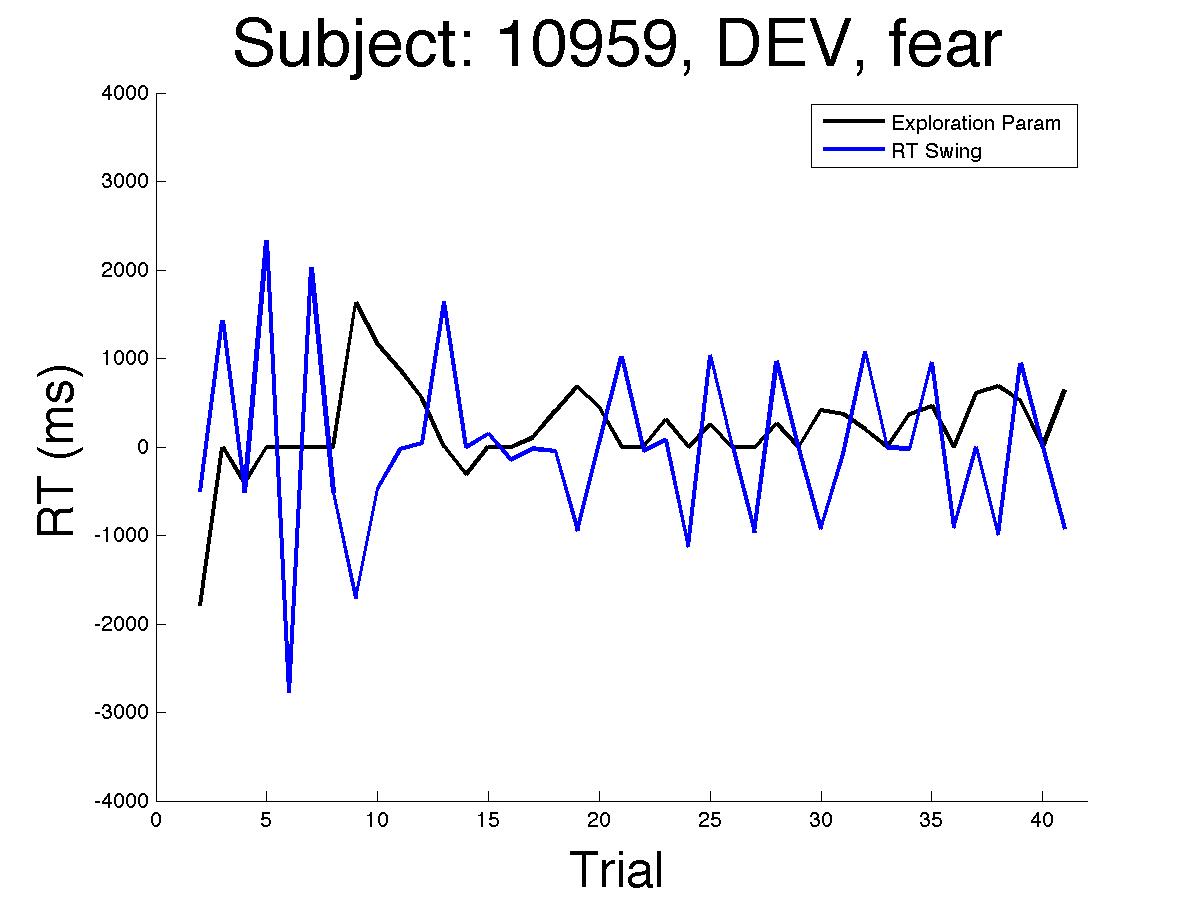 Subject: 10959, DEV, fear
Exploration Param
RT Swing
4000
3000
2000
1000
0
-1000
-2000
-3000
-4000
RT (ms)
0 5 10 15 20 25 30 35 40
Trial